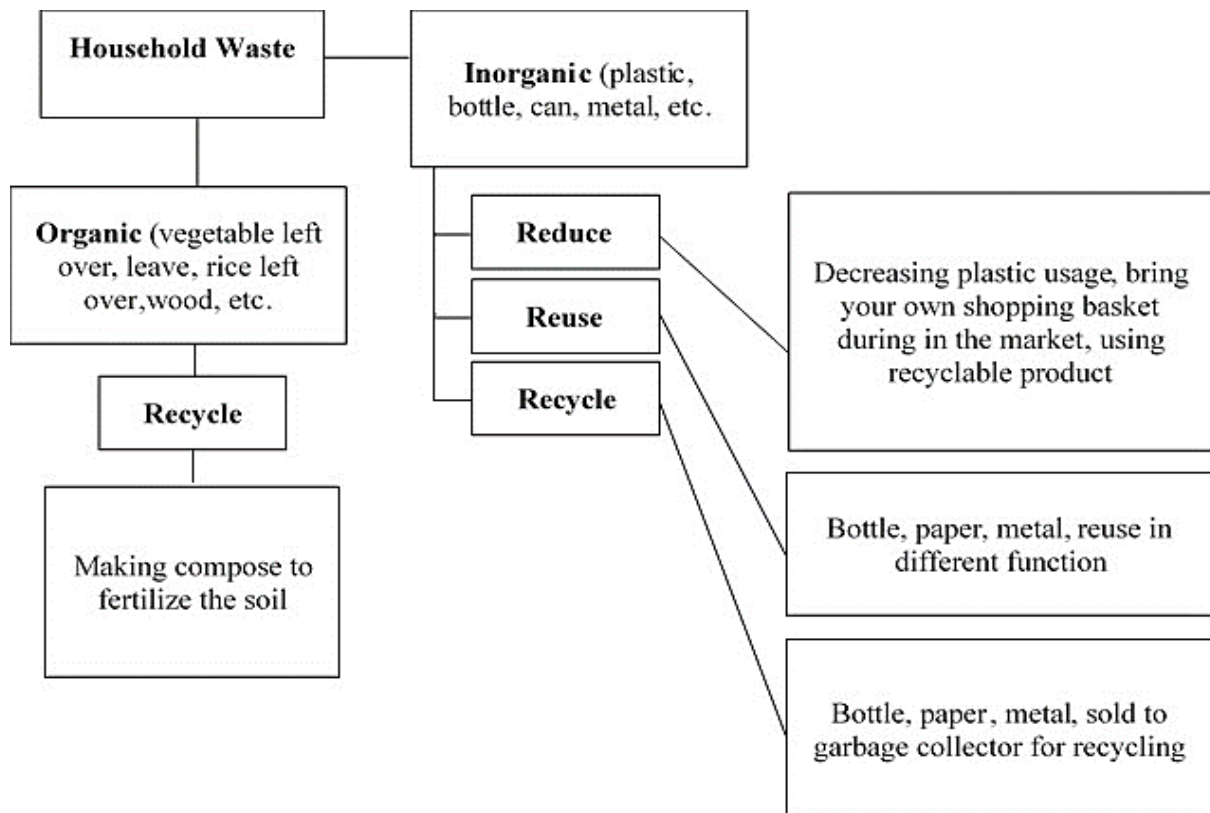 Household Waste
Inorganic (plastic,
bottle, can, metal, etc.
Organic (vegetable left
over, leave, rice left
over,wood, etc.
Recycle
Making compose to
fertilize the soil
Reduce
Reuse
Recycle
Decreasing plastic usage, bring
your own shopping basket
during in the market, using
recyclable product
Bottle, paper, metal, reuse in
different function
Bottle, paper, metal, sold to
garbage collector for recycling